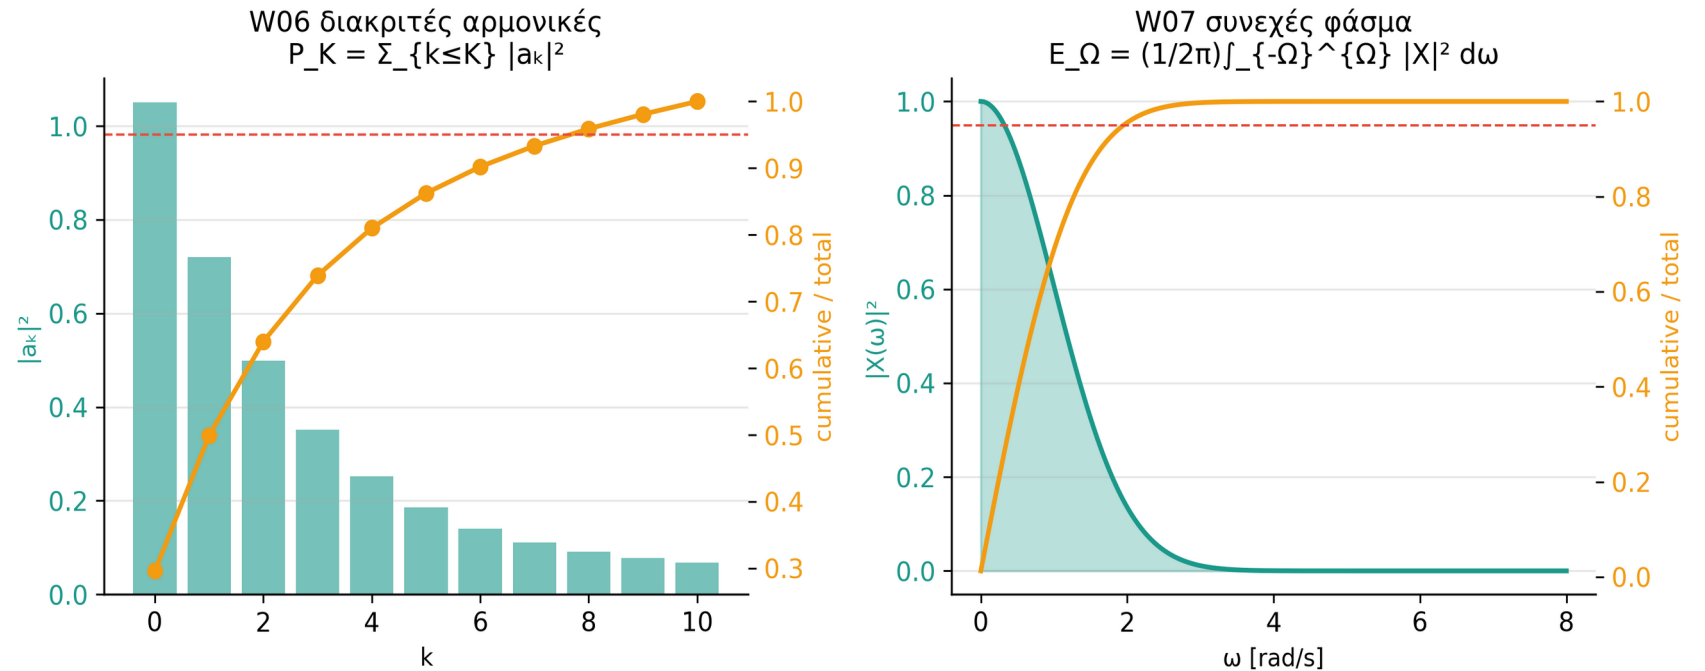 W06 διακριτές αρμονικές
P_K = Σ_{k≤K} |aₖ|²
1.0
0.8
0.6
0.4
0.2
0.0
|aₖ|²
0 2 4 6 8 10
k
1.0
0.9
0.8
0.7
0.6
0.5
0.4
0.3
cumulative / total
W07 συνεχές φάσμα
E_Ω = (1/2π)∫_{-Ω}^{Ω} |X|² dω
1.0
0.8
0.6
0.4
0.2
0.0
|X(ω)|²
0 2 4 6 8
ω [rad/s]
1.0
0.8
0.6
0.4
0.2
0.0
cumulative / total